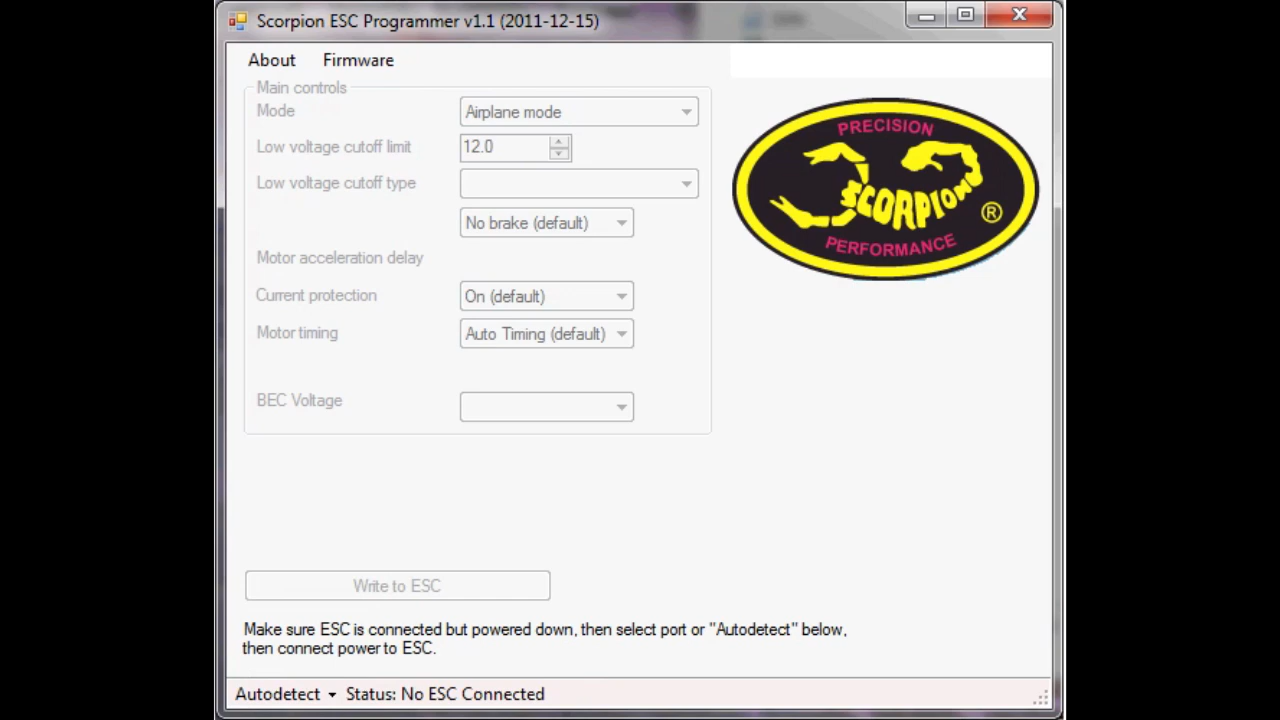 Scorpion ESC Programmer v1.1 (2011-12-15)
About Firmware
Main controls
Mode Airplane mode
Low voltage cutoff limit 12.0
Low voltage cutoff type
No brake (default)
Motor acceleration delay
Current protection On (default)
Motor timing Auto Timing (default)
BEC Voltage
PRECISION
SCORPION
®
PERFORMANCE
Write to ESC
Make sure ESC is connected but powered down, then select port or "Autodetect" below,
then connect power to ESC.
Autodetect Status: No ESC Connected